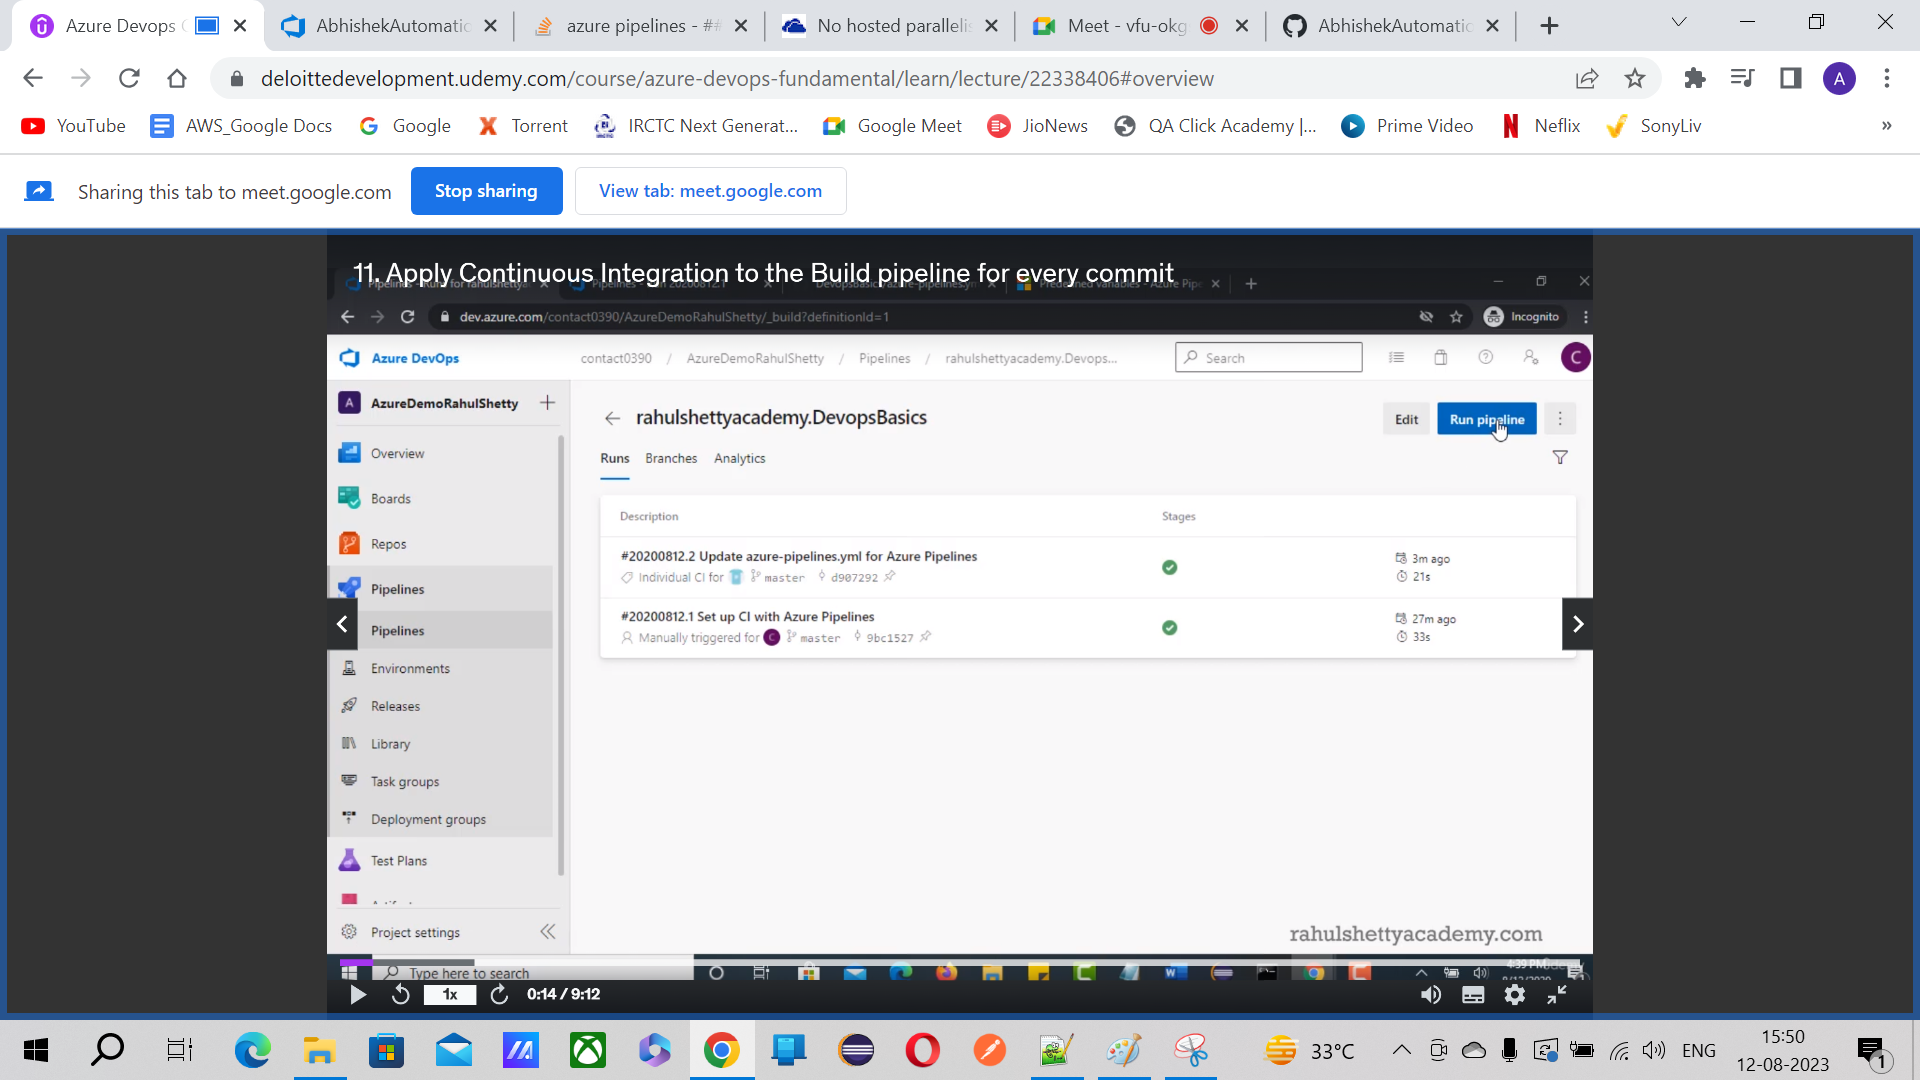 Azure Devops
AbhishekAutomatic
azure pipelines - ##
No hosted parallelis
Meet - vfu-okg
AbhishekAutomatic
deloittedevelopment.udemy.com/course/azure-devops-fundamental/learn/lecture/22338406#overview
A
YouTube
AWS_Google Docs
Google
Torrent
IRCTC Next Generat...
Google Meet
JioNews
QA Click Academy |...
Prime Video
Neflix
SonyLiv
»
Sharing this tab to meet.google.com
Stop sharing
View tab: meet.google.com
11. Apply Continuous Integration to the Build pipeline for every commit
dev.azure.com/contact0390/AzureDemoRahulShetty/_build?definitionId=1
Incognito
Azure DevOps
contact0390 / AzureDemoRahulShetty / Pipelines / rahulshettyacademy.Devops...
Search
C
A AzureDemoRahulShetty
rahulshettyacademy.DevopsBasics
Edit
Run pipeline
Overview
Boards
Repos
Pipelines
Pipelines
Environments
Releases
Library
Task groups
Deployment groups
Test Plans
Project settings
Runs Branches Analytics
Description Stages
#20200812.2 Update azure-pipelines.yml for Azure Pipelines
Individual CI for master d907292
3m ago
21s
#20200812.1 Set up CI with Azure Pipelines
Manually triggered for C master 9bc1527
27m ago
33s
rahulshettyacademy.com
Type here to search
4:39 PM
1x
0:14 / 9:12
33°C
ENG
15:50
12-08-2023
1